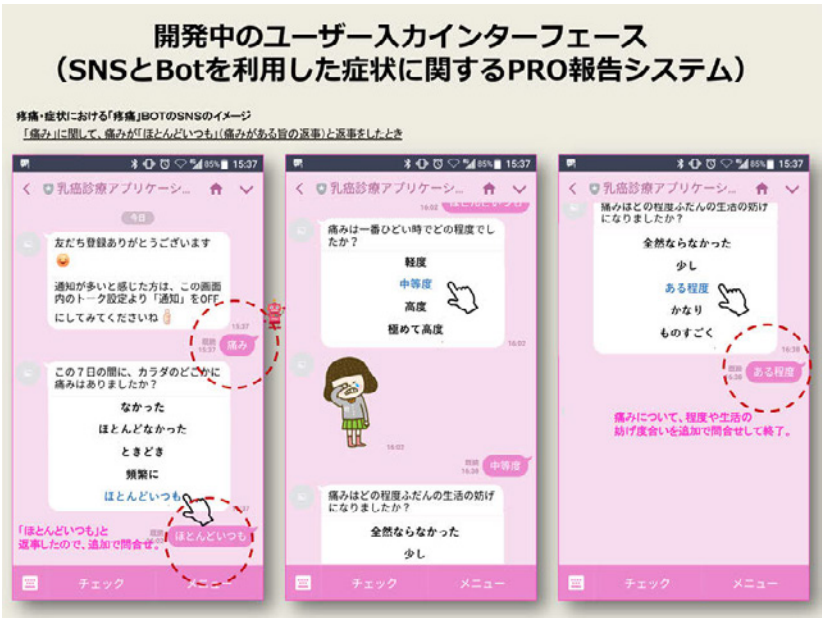 開発中のユーザー入力インターフェース
（SNSとBotを利用した症状に関するPRO報告システム）
疼痛・症状における「疼痛」BOTのSNSのイメージ
「痛み」に関して、痛みが「ほとんどいつも」（痛みがある旨の返事）と返事をしたとき
85% 15:37
乳癌診療アプリケーシ...
今日
友だち登録ありがとうございます
通知が多いと感じた方は、この画面
内のトーク設定より「通知」をOFF
にしてみてくださいね
15:37
既読
15:37
痛み
この７日の間に、カラダのどこかに
痛みはありましたか？
なかった
ほとんどなかった
ときどき
頻繁に
ほとんどいつも
「ほとんどいつも」と
返事したので、追加で問合せ。
既読
ほとんどいつも
チェック
メニュー
85% 15:37
乳癌診療アプリケーシ...
16:02
ほとんどいつも
痛みは一番ひどい時でどの程度でし
たか？
軽度
中等度
高度
極めて高度
16:02
16:02
既読
16:38
中等度
痛みはどの程度ふだんの生活の妨げ
になりましたか？
全然ならなかった
少し
チェック
メニュー
85% 15:37
乳癌診療アプリケーシ...
痛みはどの程度ふだんの生活の妨げ
になりましたか？
全然ならなかった
少し
ある程度
かなり
ものすごく
16:38
既読
16:38
ある程度
痛みについて、程度や生活の
妨げ度合いを追加で問合せして終了。
チェック
メニュー